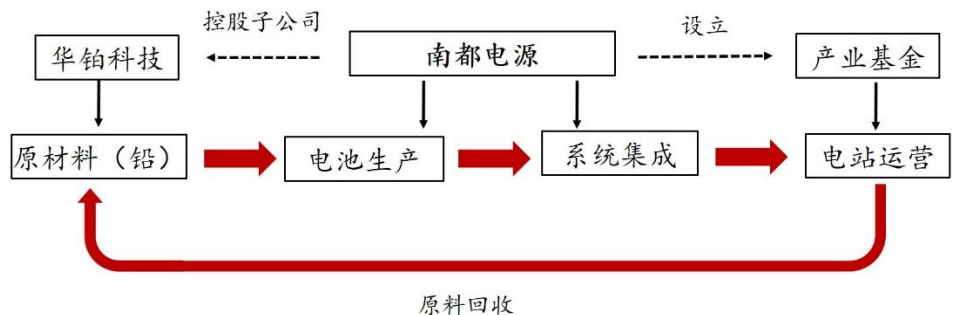 控股子公司
设立
华铂科技
南都电源
产业基金
原材料（铅）
电池生产
系统集成
电站运营
原料回收